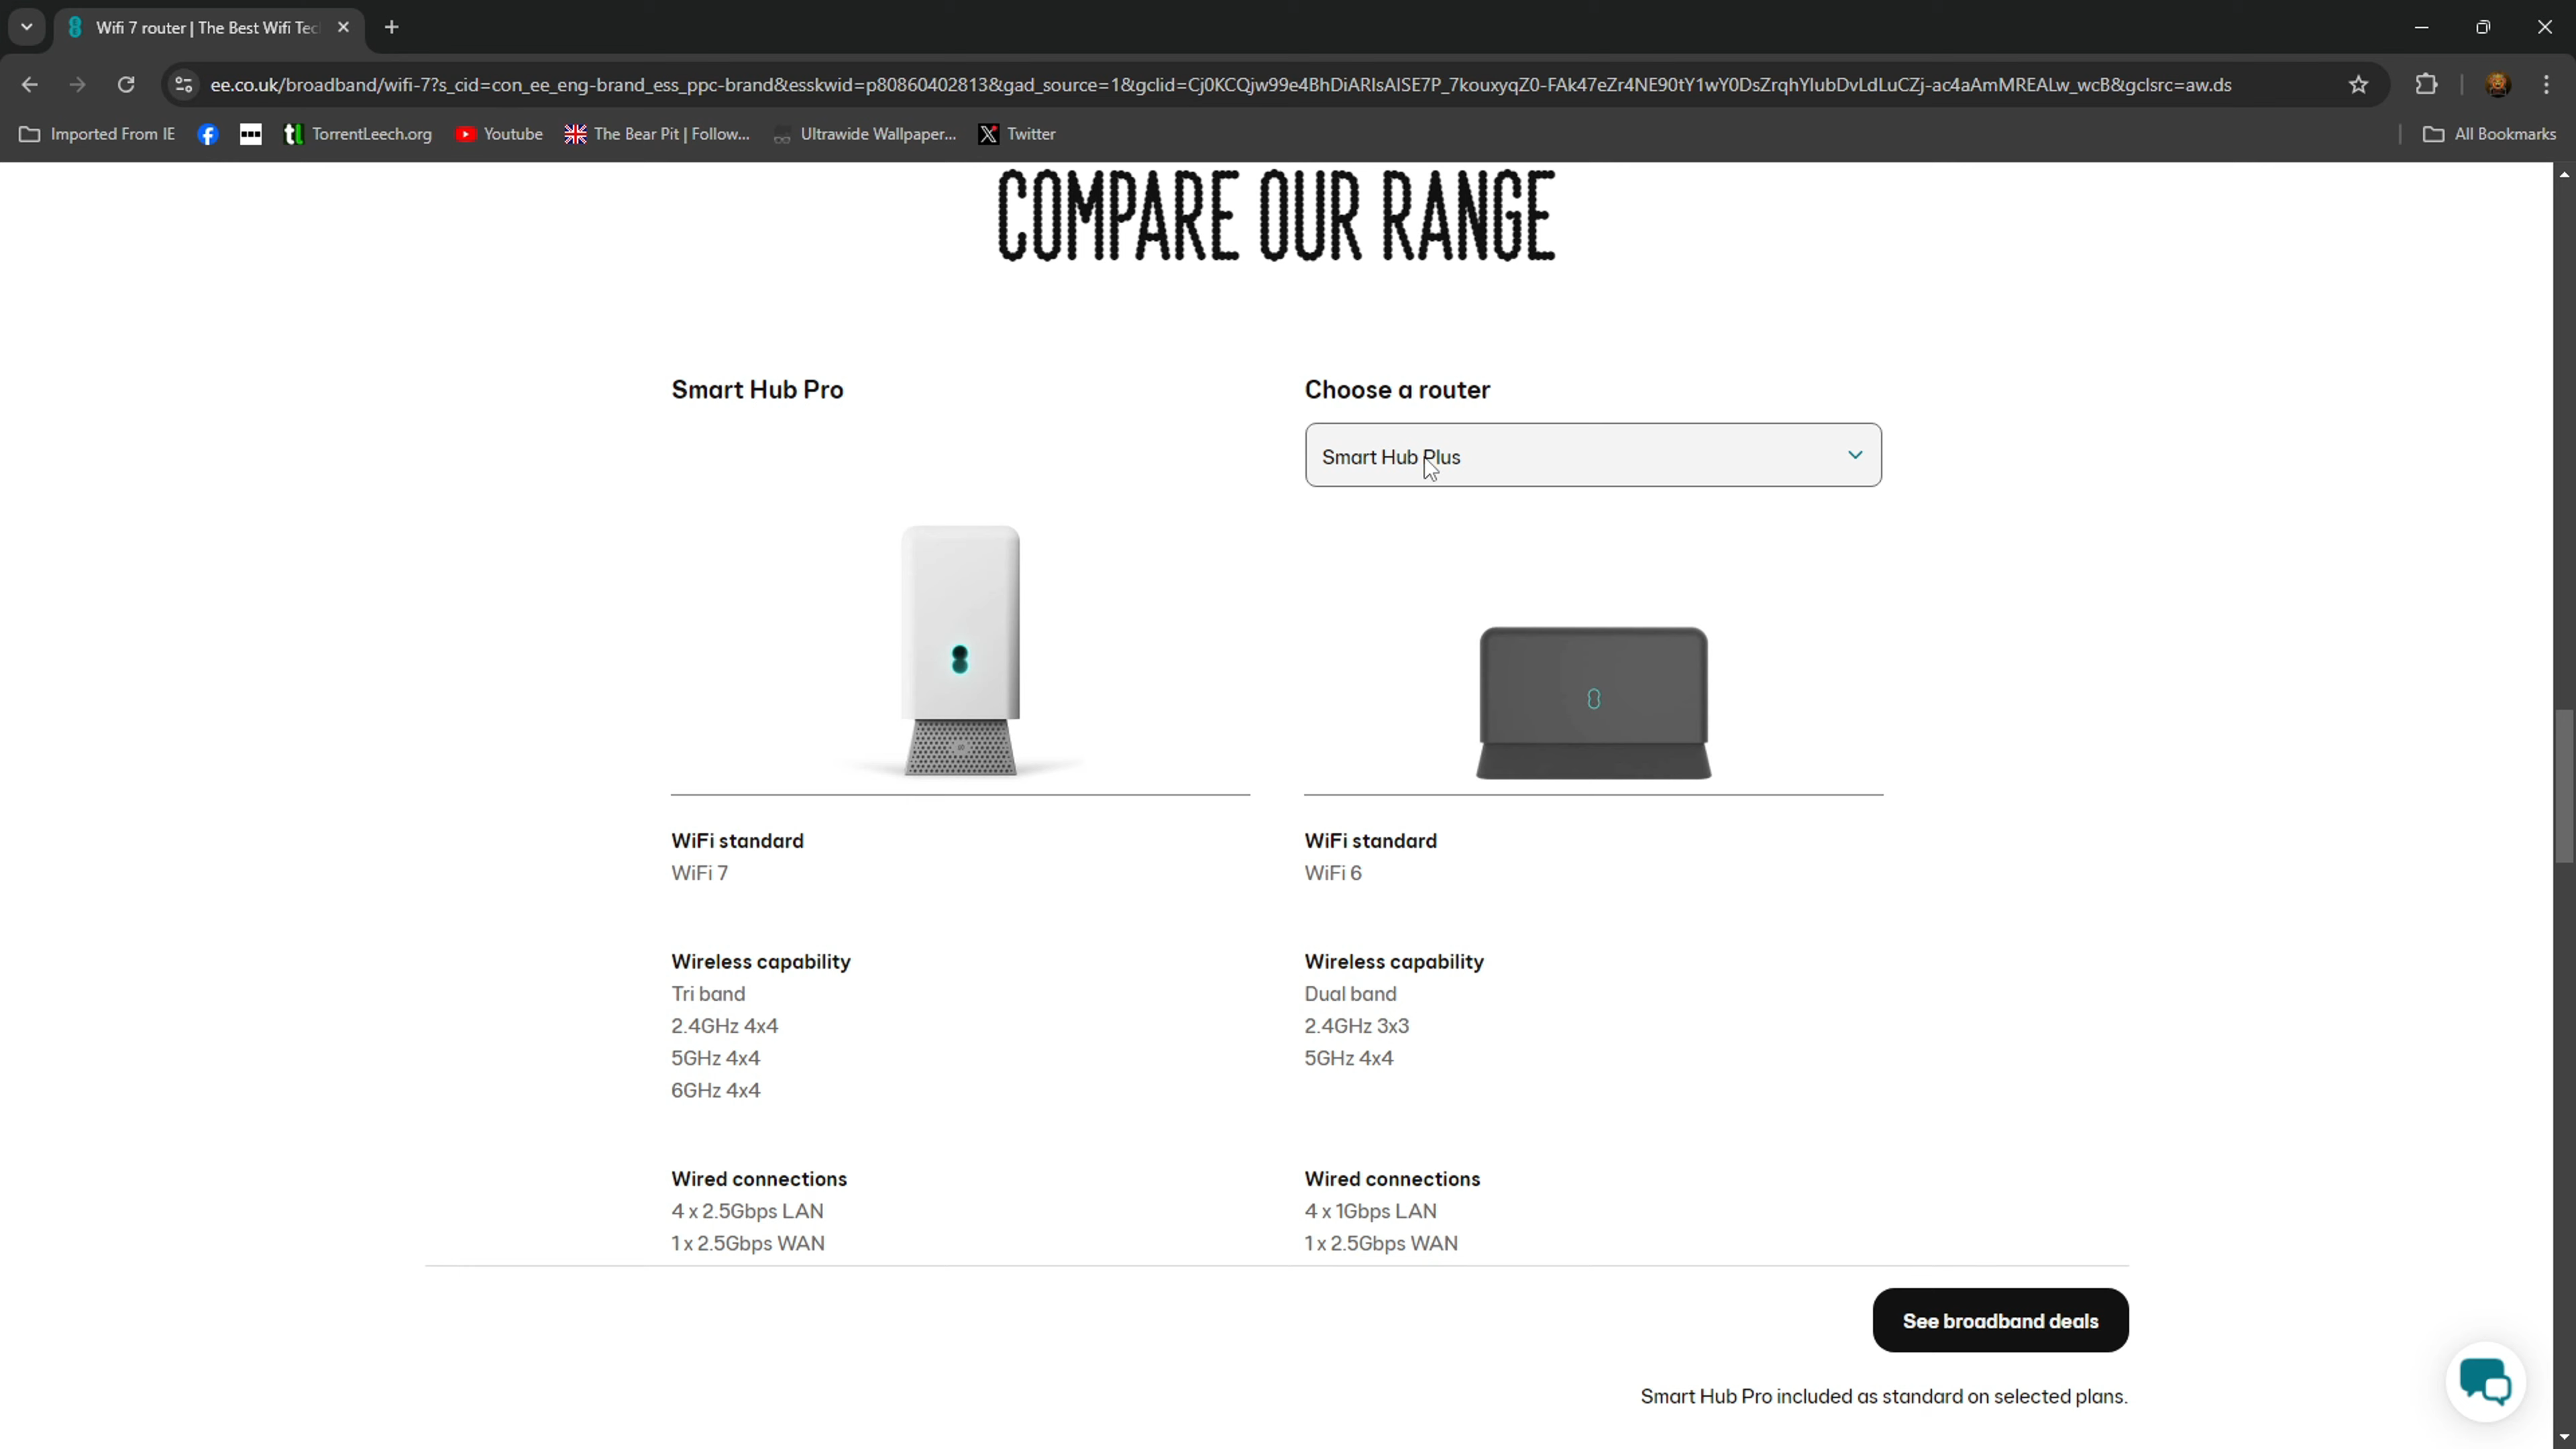 Wifi 7 router | The Best Wifi Tec
ee.co.uk/broadband/wifi-7?s_cid=con_ee_eng-brand_ess_ppc-brand&esskwid=p80860402813&gad_source=1&gclid=Cj0KCQjw99e4BhDiARIsAISE7P_7kouxyqZ0-FAk47eZr4NE90tY1wY0DsZrqhYIubDvLdLuCZj-ac4aAmMREALw_wcB&gclsrc=aw.ds
Imported From IE
TorrentLeech.org
Youtube
The Bear Pit | Follow...
Ultrawide Wallpaper...
Twitter
All Bookmarks
COMPARE OUR RANGE
Smart Hub Pro
Choose a router
Smart Hub Plus
WiFi standard
WiFi 7
WiFi standard
WiFi 6
Wireless capability
Tri band
2.4GHz 4x4
5GHz 4x4
6GHz 4x4
Wireless capability
Dual band
2.4GHz 3x3
5GHz 4x4
Wired connections
4 x 2.5Gbps LAN
1 x 2.5Gbps WAN
Wired connections
4 x 1Gbps LAN
1 x 2.5Gbps WAN
See broadband deals
Smart Hub Pro included as standard on selected plans.